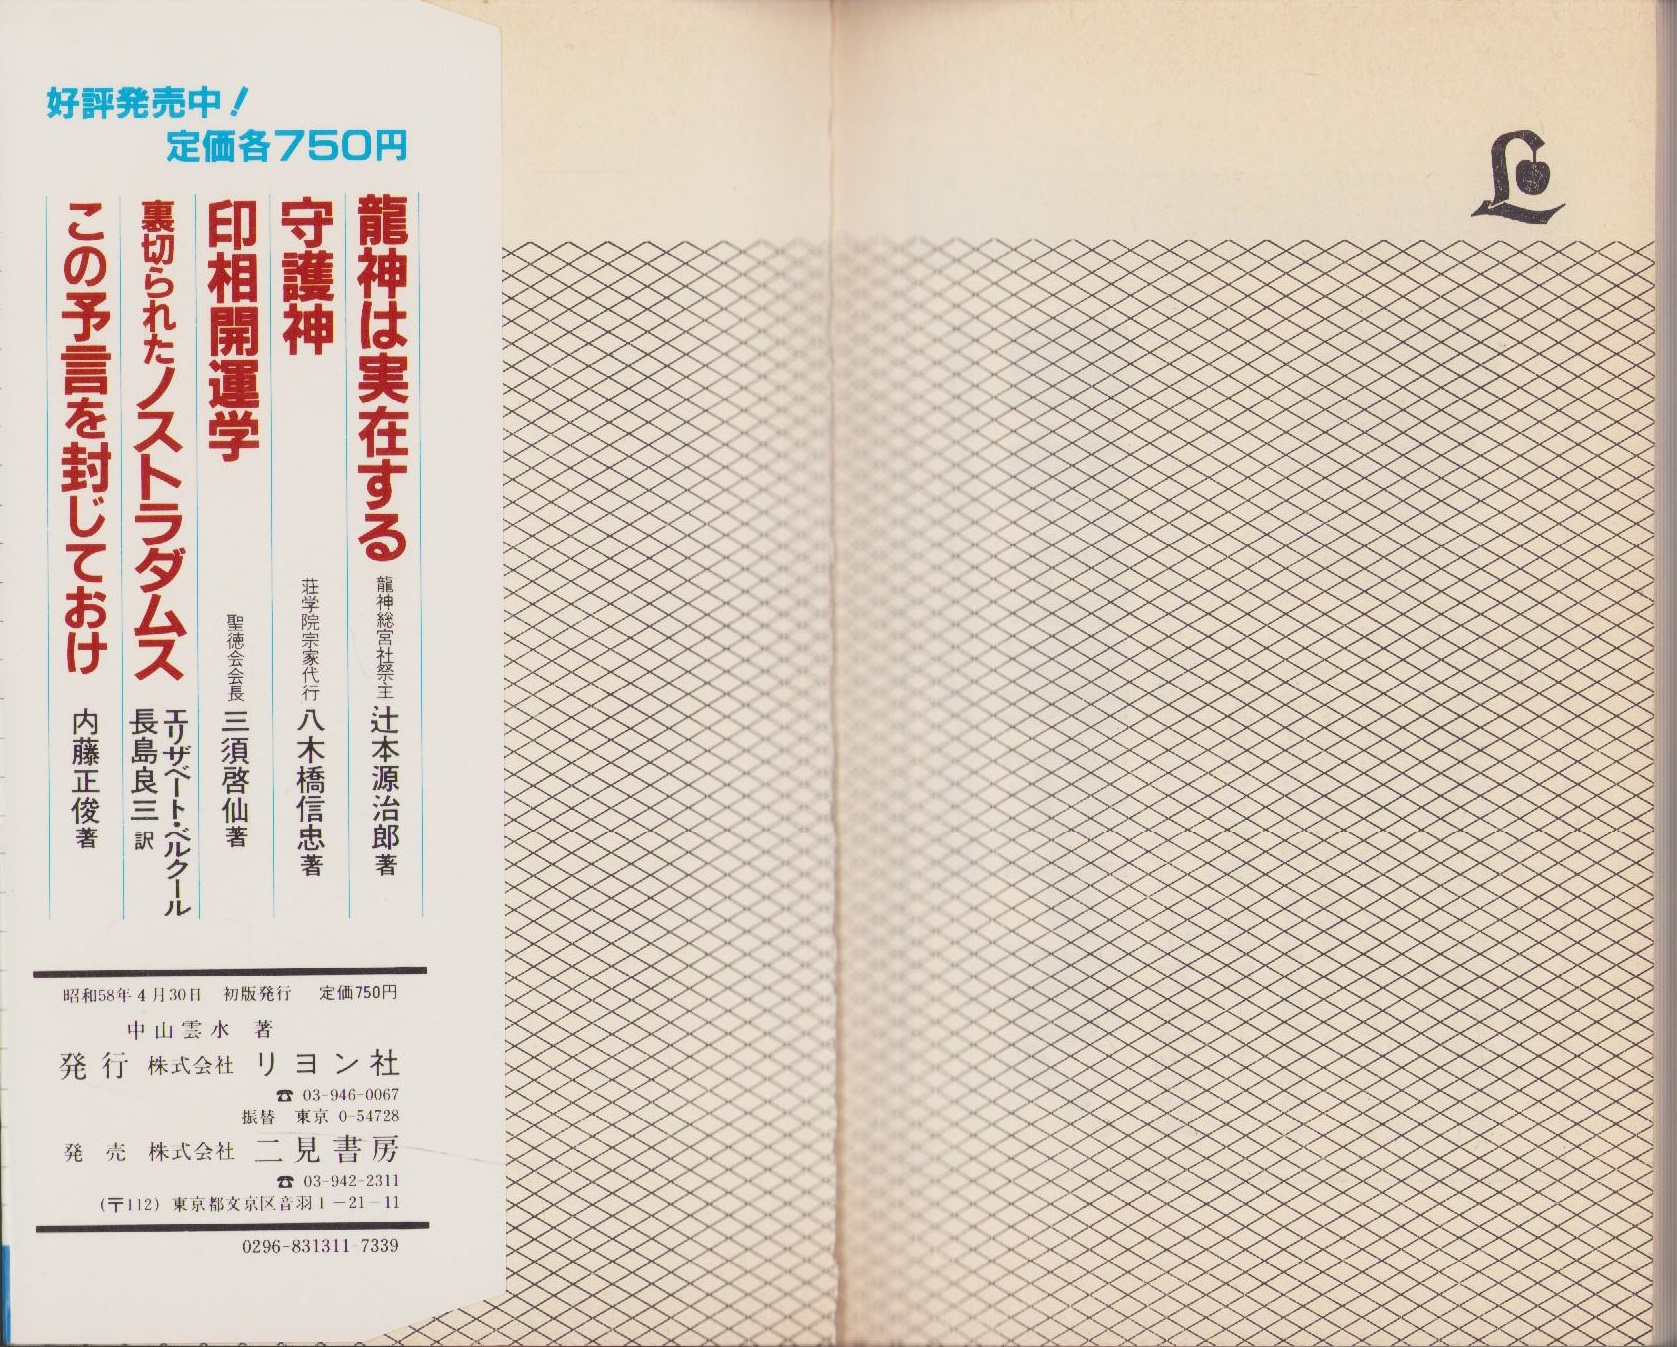 好評発売中!
定価各750円
龍神は実在する 龍神総宮社祭主 辻本源治郎 著
守護神 荘学院宗家代行 八木橋信忠 著
印相開運学 聖徳会会長 三須啓仙 著
裏切られたノストラダムス エリザベート・ベルクール
長島良三 訳
この予言を封じておけ 内藤正俊 著
昭和58年4月30日 初版発行 定価750円
中山雲水 著
発行 株式会社 リヨン社
☎ 03-946-0067
振替 東京 0-54728
発売 株式会社 二見書房
☎ 03-942-2311
(〒112) 東京都文京区音羽1-21-11
0296-831311-7339